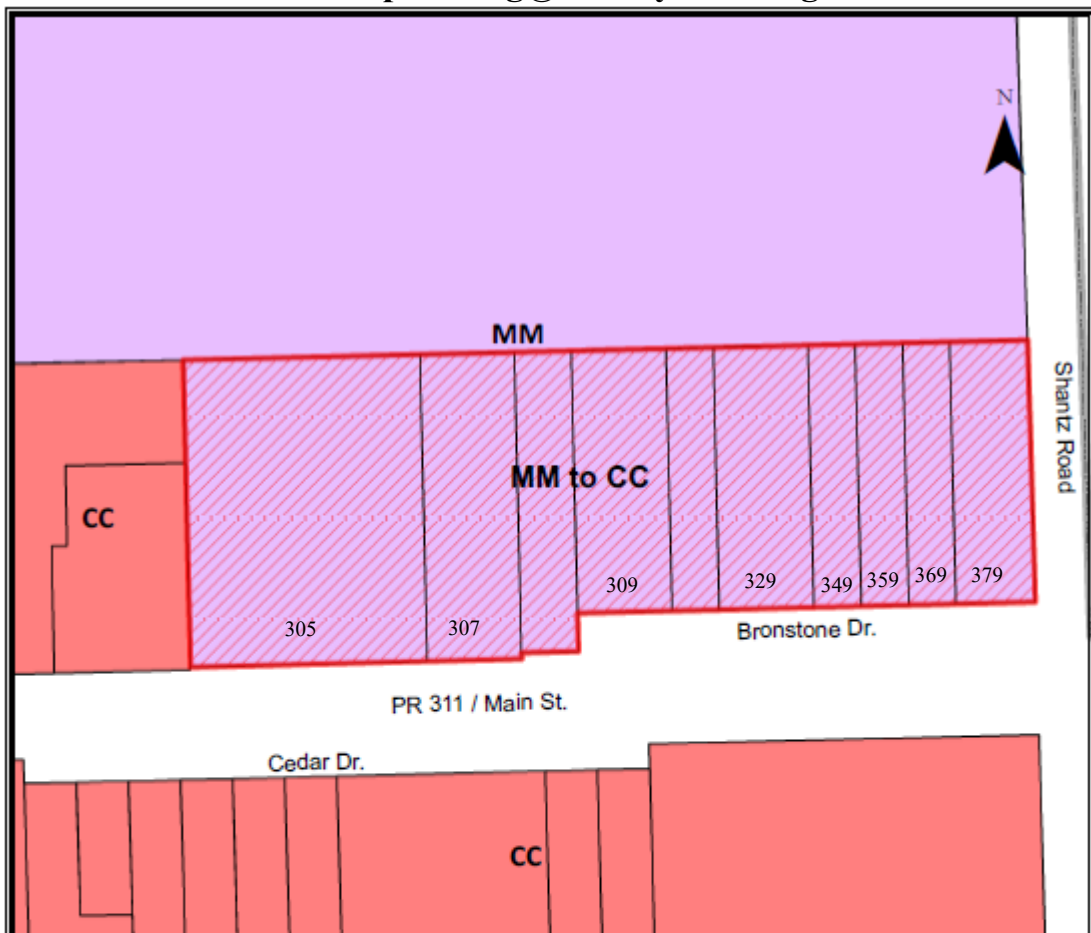 N
MM
Shantz Road
MM to CC
CC
309
329
349
359
369
379
305
307
Bronstone Dr.
PR 311 / Main St.
Cedar Dr.
CC